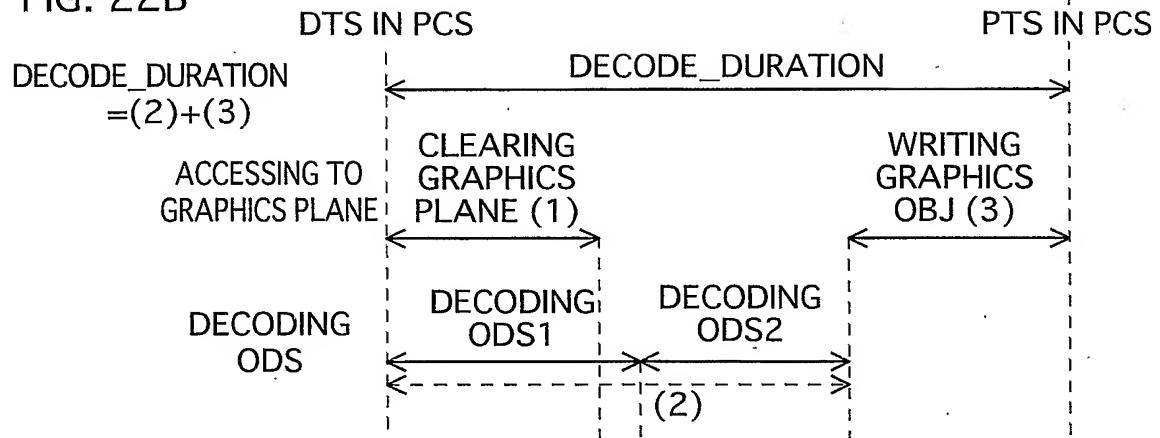 FIG. 22B
DTS IN PCS
PTS IN PCS
DECODE_DURATION
=(2)+(3)
DECODE_DURATION
ACCESSING TO
GRAPHICS PLANE
CLEARING
GRAPHICS
PLANE (1)
WRITING
GRAPHICS
OBJ (3)
DECODING
ODS
DECODING
ODS1
DECODING
ODS2
(2)